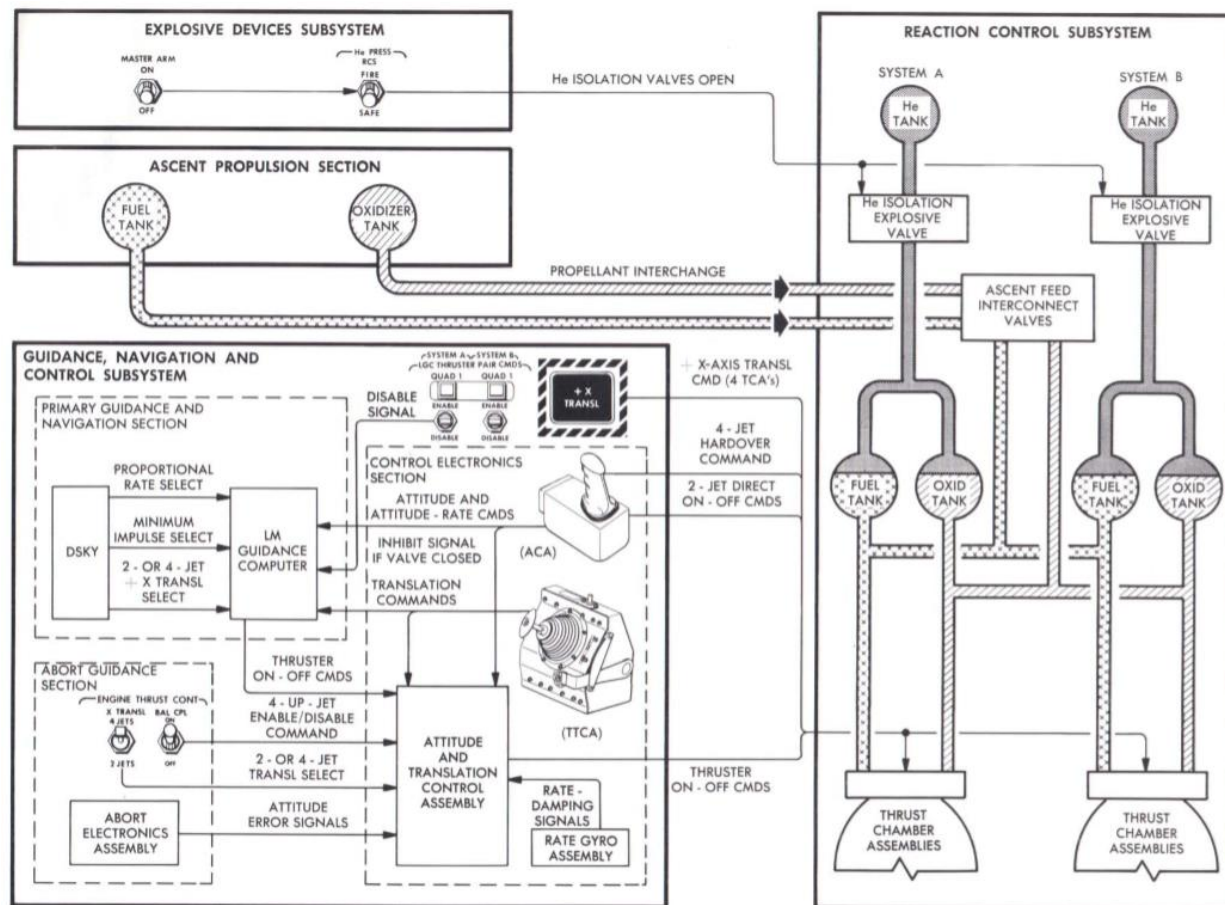 EXPLOSIVE DEVICES SUBSYSTEM
MASTER ARM
ON
OFF
He PRESS
RCS
FIRE
SAFE
He ISOLATION VALVES OPEN
ASCENT PROPULSION SECTION
FUEL
TANK
OXIDIZER
TANK
PROPELLANT INTERCHANGE
REACTION CONTROL SUBSYSTEM
SYSTEM A
He
TANK
SYSTEM B
He
TANK
He ISOLATION
EXPLOSIVE
VALVE
He ISOLATION
EXPLOSIVE
VALVE
ASCENT FEED
INTERCONNECT
VALVES
FUEL
TANK
OXID
TANK
FUEL
TANK
OXID
TANK
THRUST
CHAMBER
ASSEMBLIES
THRUST
CHAMBER
ASSEMBLIES
GUIDANCE, NAVIGATION AND
CONTROL SUBSYSTEM
SYSTEM A SYSTEM B
LGC THRUSTER PAIR CMDS
QUAD 1 QUAD 1
ENABLE ENABLE
DISABLE DISABLE
DISABLE
SIGNAL
+ X
TRANSL
+ X-AXIS TRANSL
CMD (4 TCA's)
4 - JET
HARDOVER
COMMAND
2 - JET DIRECT
ON - OFF CMDS
PRIMARY GUIDANCE AND
NAVIGATION SECTION
PROPORTIONAL
RATE SELECT
MINIMUM
IMPULSE SELECT
2 - OR 4 - JET
+ X TRANSL
SELECT
DSKY
LM
GUIDANCE
COMPUTER
CONTROL ELECTRONICS
SECTION
ATTITUDE AND
ATTITUDE - RATE CMDS
INHIBIT SIGNAL
IF VALVE CLOSED
TRANSLATION
COMMANDS
(ACA)
(TTCA)
THRUSTER
ON - OFF CMDS
ABORT GUIDANCE
SECTION
ENGINE THRUST CONT
X TRANSL
4 JETS
2 JETS
BAL CPL
ON
OFF
4 - UP - JET
ENABLE/DISABLE
COMMAND
2 - OR 4 - JET
TRANSL SELECT
ATTITUDE
ERROR SIGNALS
ABORT
ELECTRONICS
ASSEMBLY
ATTITUDE
AND
TRANSLATION
CONTROL
ASSEMBLY
RATE -
DAMPING
SIGNALS
RATE GYRO
ASSEMBLY
THRUSTER
ON - OFF CMDS